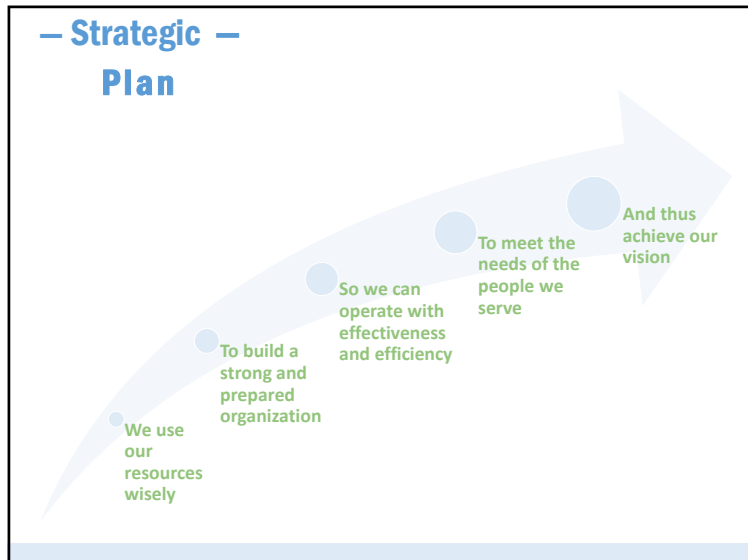 — Strategic —
Plan
We use
our
resources
wisely
To build a
strong and
prepared
organization
So we can
operate with
effectiveness
and efficiency
To meet the
needs of the
people we
serve
And thus
achieve our
vision